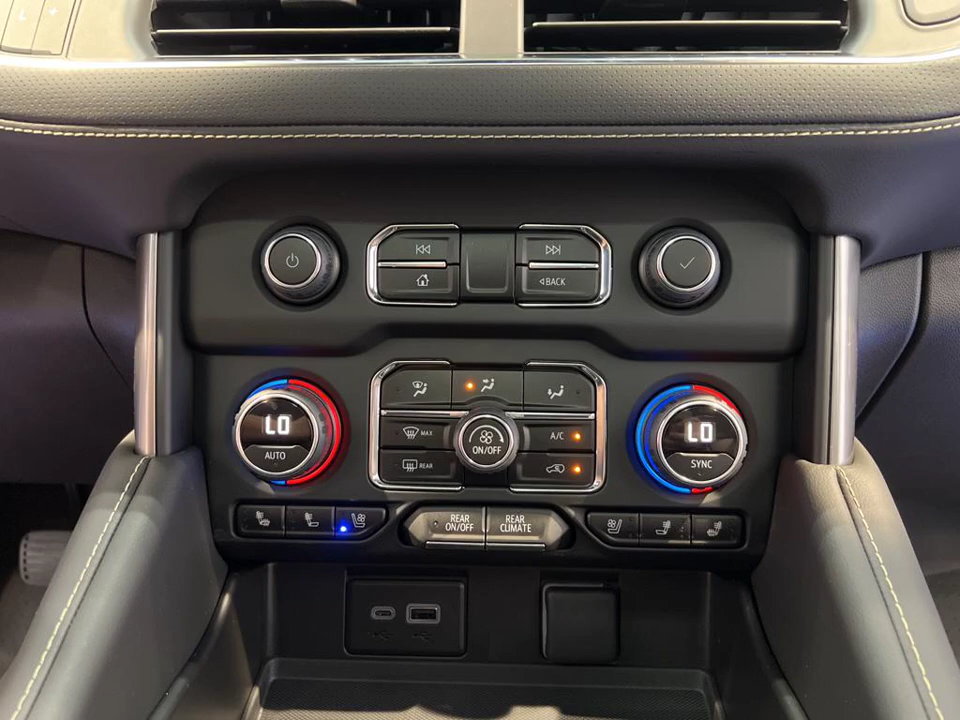 L +
BACK
LO
AUTO
MAX
REAR
ON/OFF
A/C
LO
SYNC
REAR
ON/OFF
REAR
CLIMATE